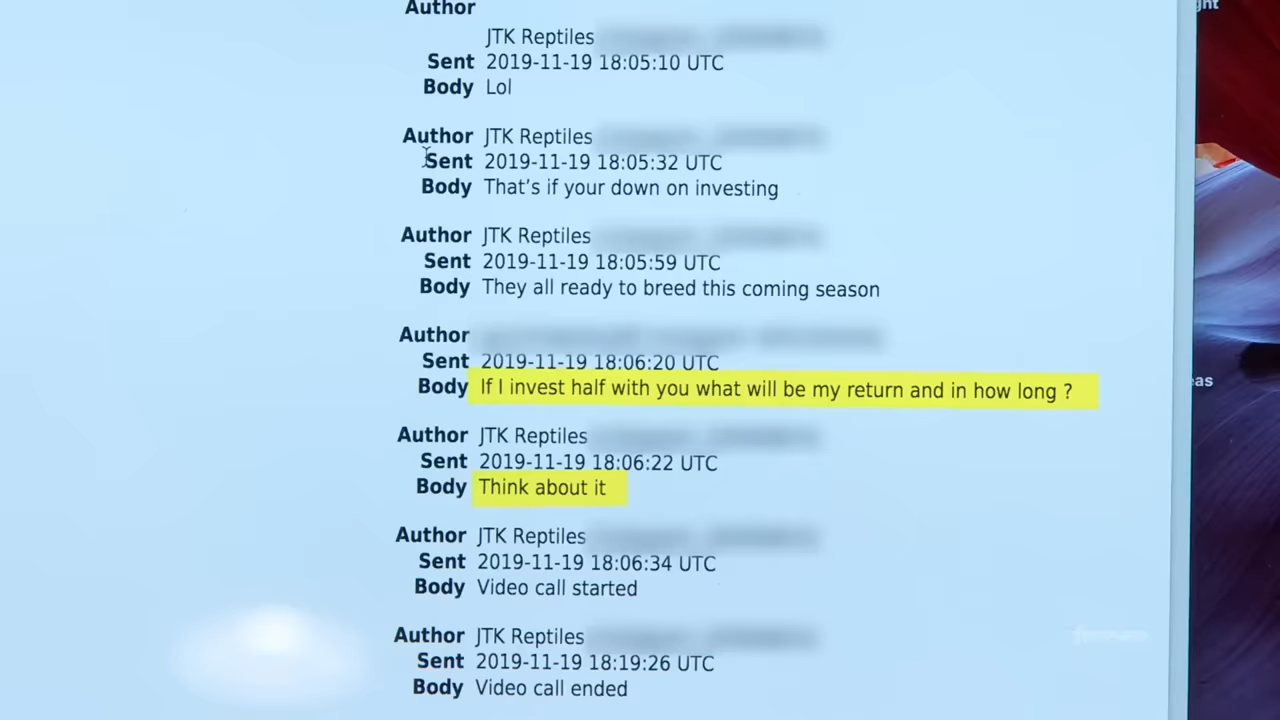 Author
JTK Reptiles
Sent 2019-11-19 18:05:10 UTC
Body Lol
Author JTK Reptiles
Sent 2019-11-19 18:05:32 UTC
Body That's if your down on investing
Author JTK Reptiles
Sent 2019-11-19 18:05:59 UTC
Body They all ready to breed this coming season
Author
Sent 2019-11-19 18:06:20 UTC
Body If I invest half with you what will be my return and in how long ?
Author JTK Reptiles
Sent 2019-11-19 18:06:22 UTC
Body Think about it
Author JTK Reptiles
Sent 2019-11-19 18:06:34 UTC
Body Video call started
Author JTK Reptiles
Sent 2019-11-19 18:19:26 UTC
Body Video call ended